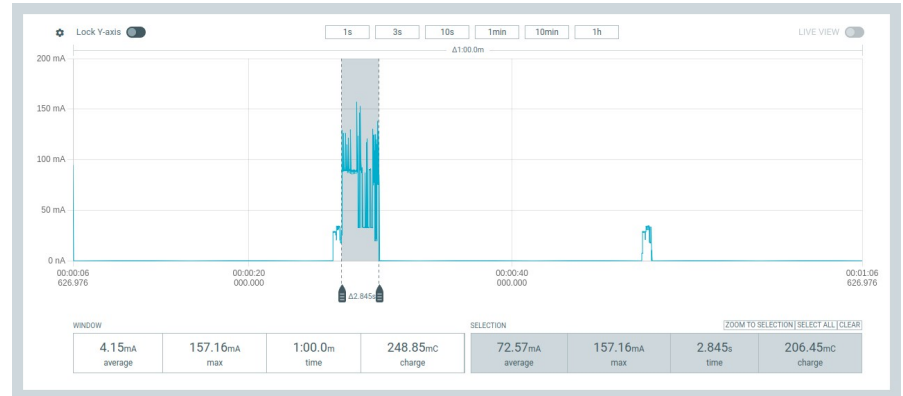 Lock Y-axis
1s 3s 10s 1min 10min 1h
LIVE VIEW
Δ1:00.0m
200 mA
150 mA
100 mA
50 mA
0 nA
00:00:06 00:00:20 00:00:40 00:01:06
626.976 000.000 000.000 626.976
Δ2.845s
WINDOW
4.15mA 157.16mA 1:00.0m 248.85mC
average max time charge
SELECTION
ZOOM TO SELECTION SELECT ALL CLEAR
72.57mA 157.16mA 2.845s 206.45mC
average max time charge